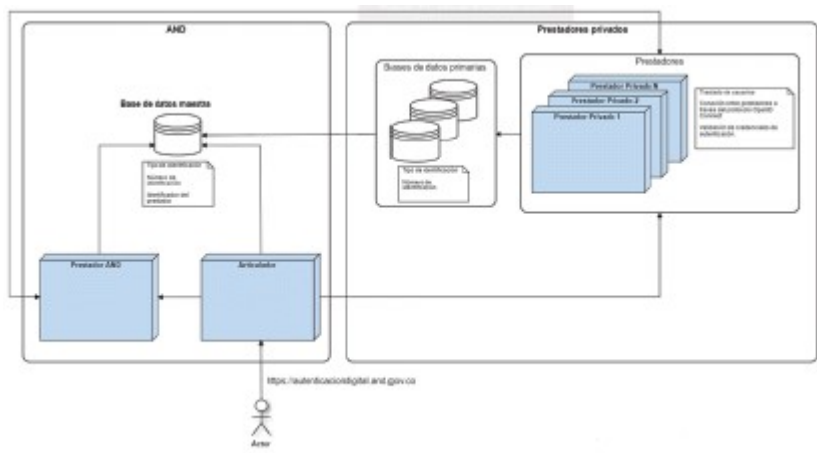 AND
Prestadores privados
Base de datos maestra
Tipo de identificación
Número de
identificación
Identificador del
prestador
Bases de datos primarias
Tipo de identificación
Número de
identificación
Prestadores
Prestador Privado N
Prestador Privado 2
Prestador Privado 1
Traslado de usuarios
Conexión entre prestadores a
través del protocolo OpenID
Connect
Validación de credenciales de
autenticación.
Prestador AND
Articulador
https://autenticaciondigital.and.gov.co
Actor